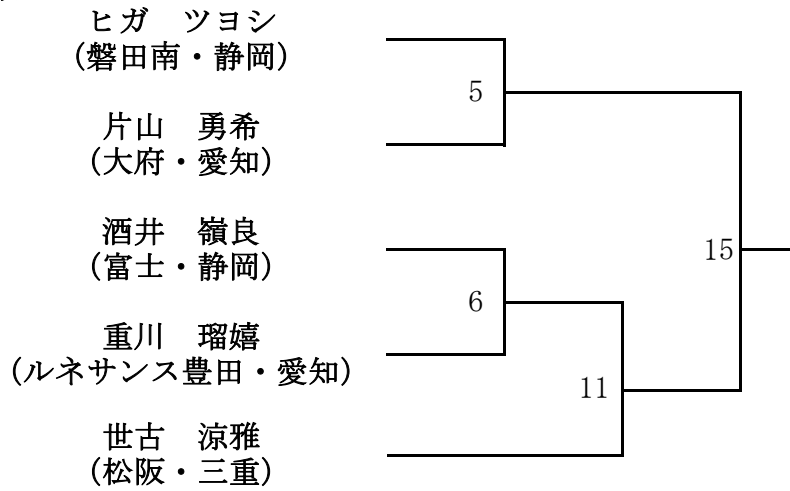 ヒガ　ツヨシ
(磐田南・静岡)
5
片山　勇希
(大府・愛知)
酒井　嶺良
(富士・静岡)
15
6
重川　瑠嬉
(ルネサンス豊田・愛知)
11
世古　涼雅
(松阪・三重)